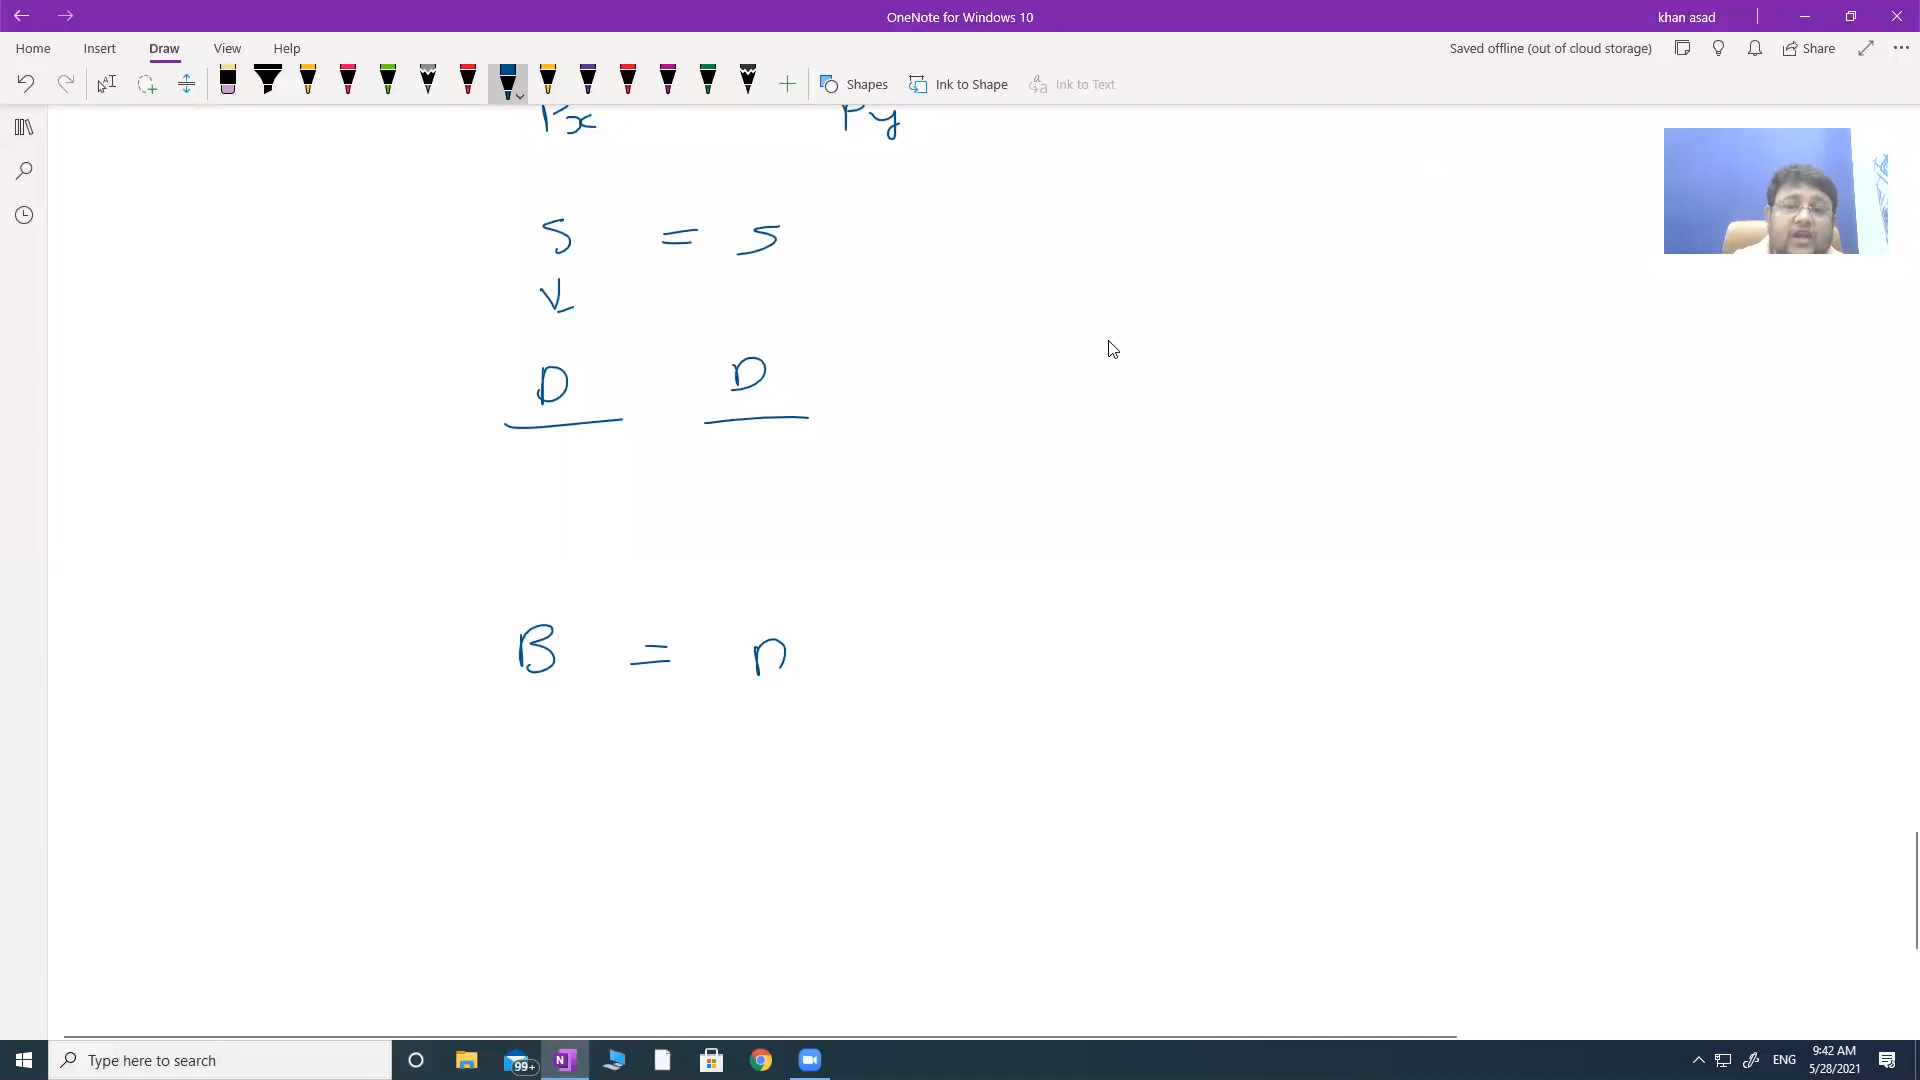 OneNote for Windows 10
khan asad
Home Insert Draw View Help
Saved offline (out of cloud storage)
Share
Shapes
Ink to Shape
Ink to Text
Px Py
S = S
D D
B = n
Type here to search
99+
N
ENG
9:42 AM
5/28/2021